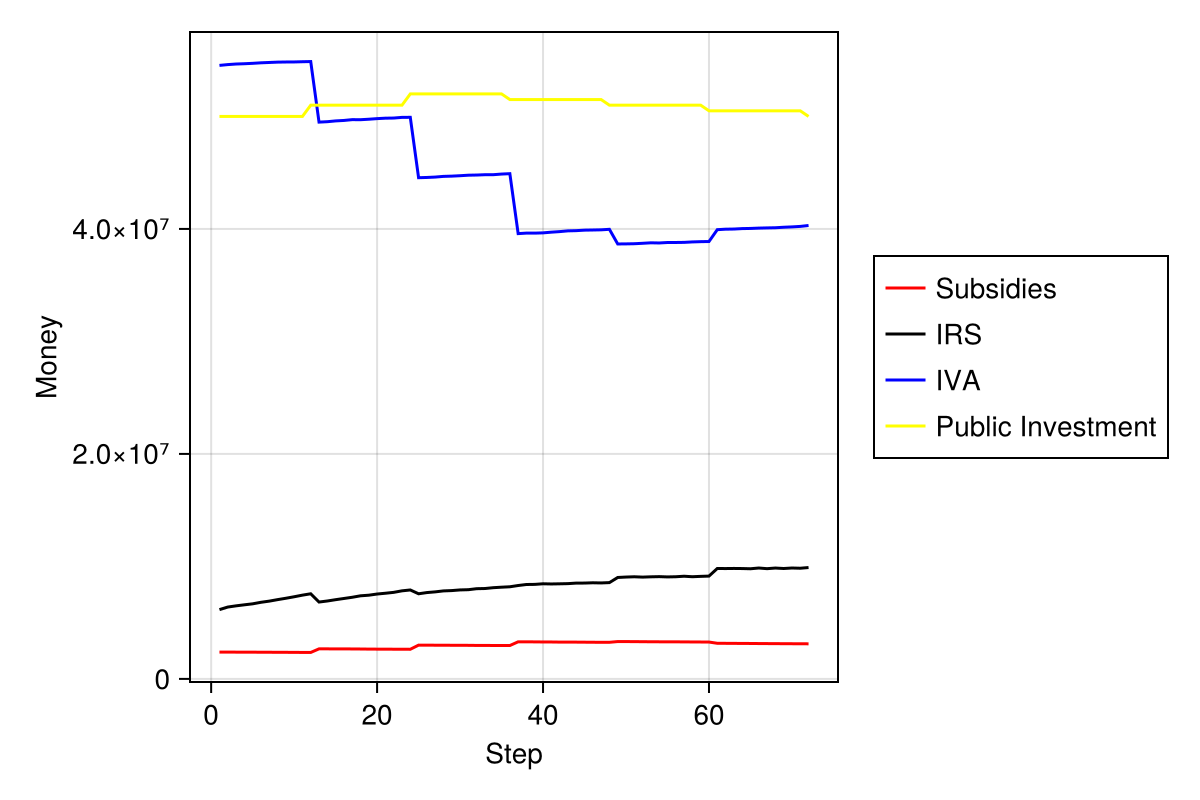 4.0×10⁷
2.0×10⁷
0
Money
0 20 40 60
Step
Subsidies
IRS
IVA
Public Investment